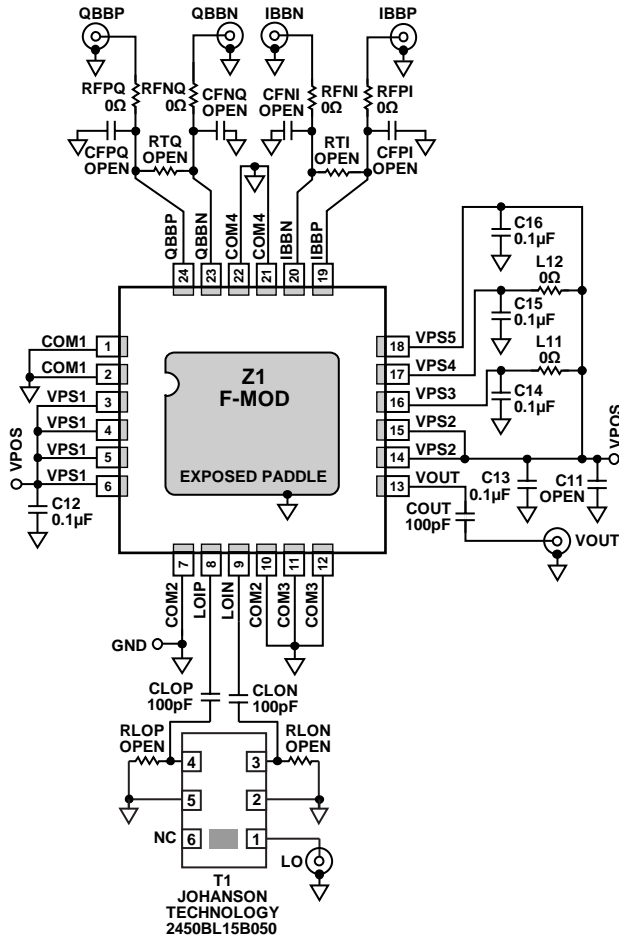 QBBP
QBBN
IBBN
IBBP
RFPQ
0Ω
RFNQ
0Ω
CFNQ
OPEN
CFNI
OPEN
RFNI
0Ω
RFPI
0Ω
CFPQ
OPEN
RTQ
OPEN
RTI
OPEN
CFPI
OPEN
QBBP
QBBN
COM4
COM4
IBBN
IBBP
24
23
22
21
20
19
C16
0.1µF
L12
0Ω
C15
0.1µF
L11
0Ω
C14
0.1µF
COM1
1
COM1
2
VPS1
3
VPS1
4
VPS1
5
VPS1
6
VPOS
C12
0.1µF
Z1
F-MOD
EXPOSED PADDLE
18
VPS5
17
VPS4
16
VPS3
15
VPS2
14
VPS2
13
VOUT
VPOS
C13
0.1µF
C11
OPEN
COUT
100pF
VOUT
7
8
9
10
11
12
COM2
LOIP
LOIN
COM2
COM3
COM3
GND
CLOP
100pF
CLON
100pF
RLOP
OPEN
RLON
OPEN
4
3
5
2
NC
6
1
LO
T1
JOHANSON
TECHNOLOGY
2450BL15B050